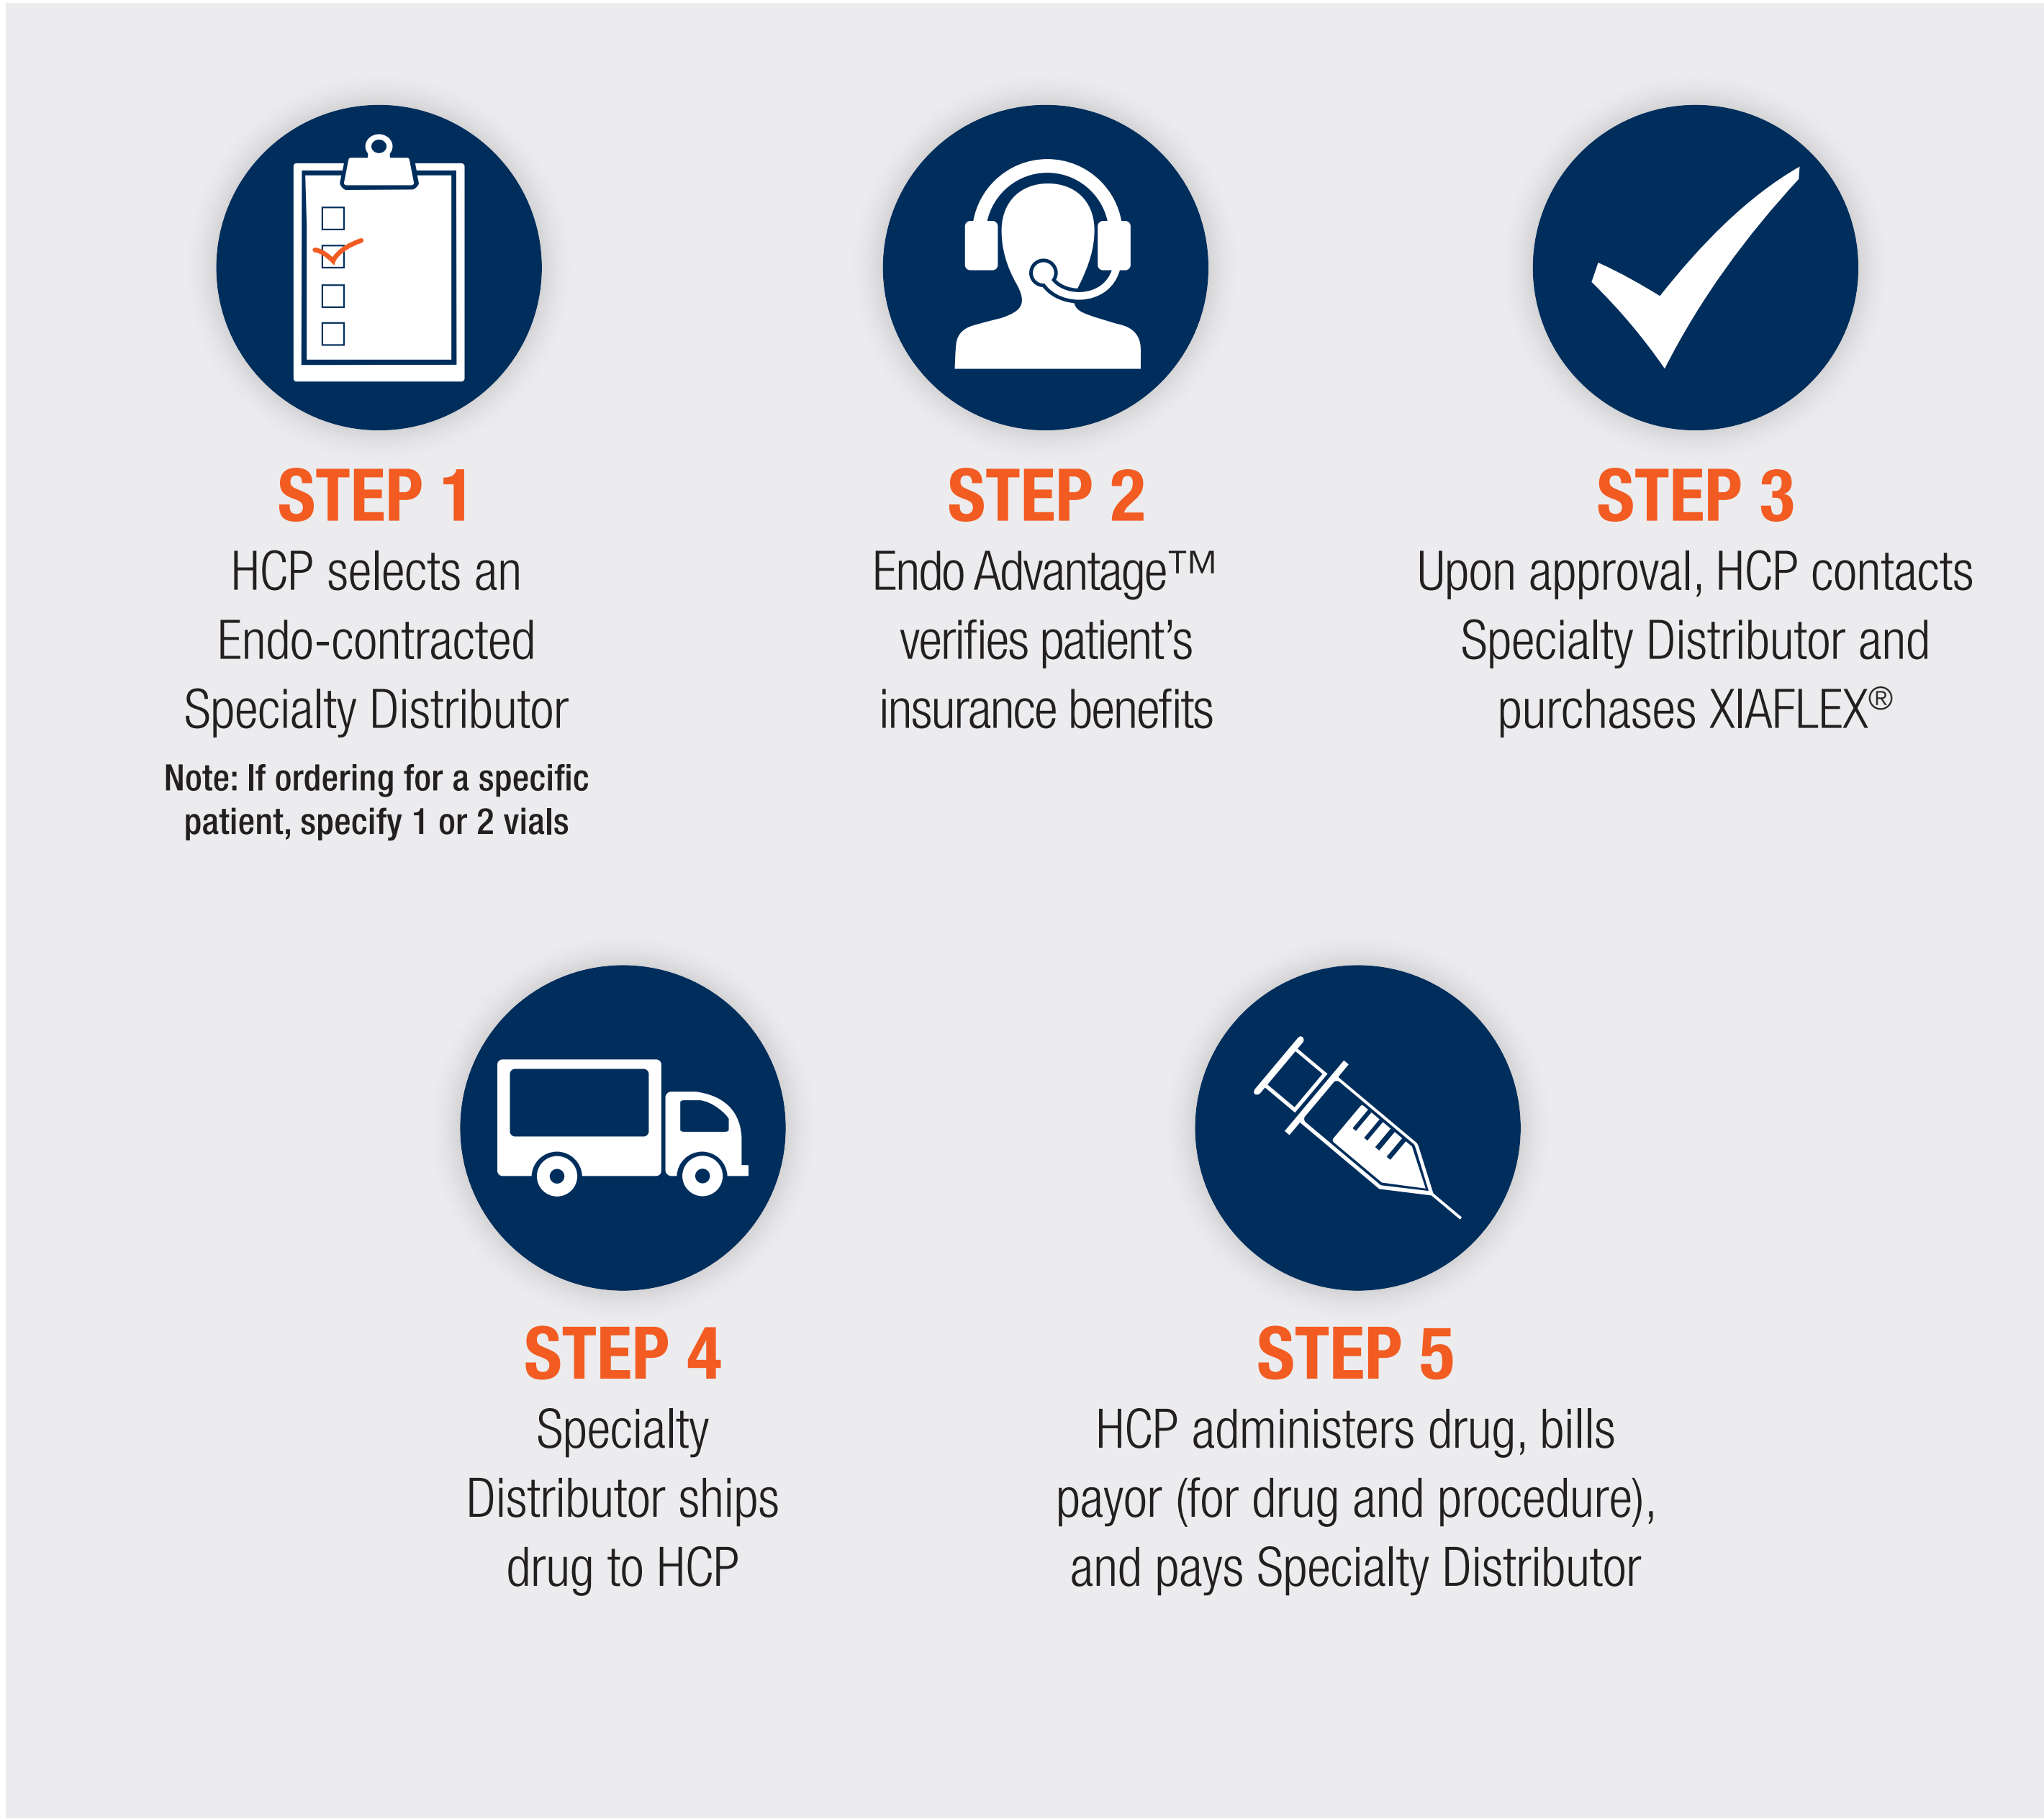 STEP 1
HCP selects an
Endo-contracted
Specialty Distributor
Note: If ordering for a specific
patient, specify 1 or 2 vials
STEP 2
Endo Advantage™
verifies patient’s
insurance benefits
STEP 3
Upon approval, HCP contacts
Specialty Distributor and
purchases XIAFLEX®
STEP 4
Specialty
Distributor ships
drug to HCP
STEP 5
HCP administers drug, bills
payor (for drug and procedure),
and pays Specialty Distributor